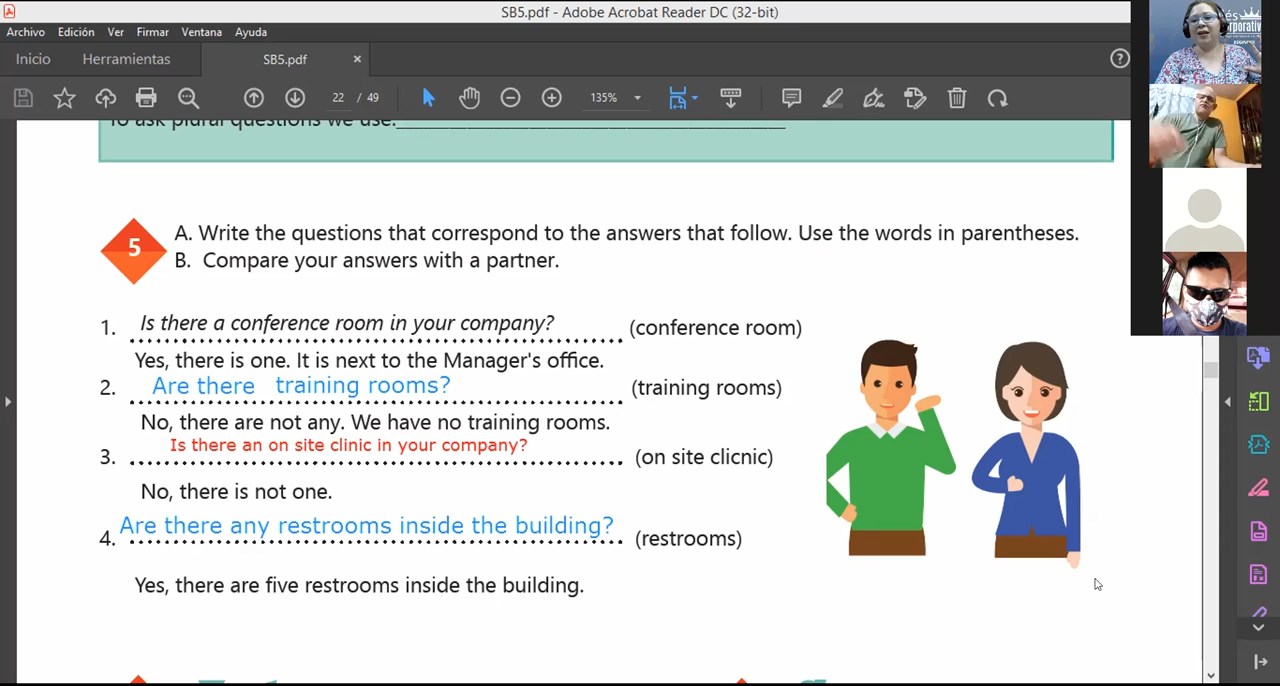 SB5.pdf - Adobe Acrobat Reader DC (32-bit)
Archivo Edición Ver Firmar Ventana Ayuda
Inicio Herramientas SB5.pdf ×
22 / 49 135%
To ask plural questions we use:
5
A. Write the questions that correspond to the answers that follow. Use the words in parentheses.
B. Compare your answers with a partner.
1. Is there a conference room in your company? (conference room)
Yes, there is one. It is next to the Manager's office.
2. Are there training rooms? (training rooms)
No, there are not any. We have no training rooms.
Is there an on site clinic in your company?
3. (on site clicnic)
No, there is not one.
Are there any restrooms inside the building?
4. (restrooms)
Yes, there are five restrooms inside the building.